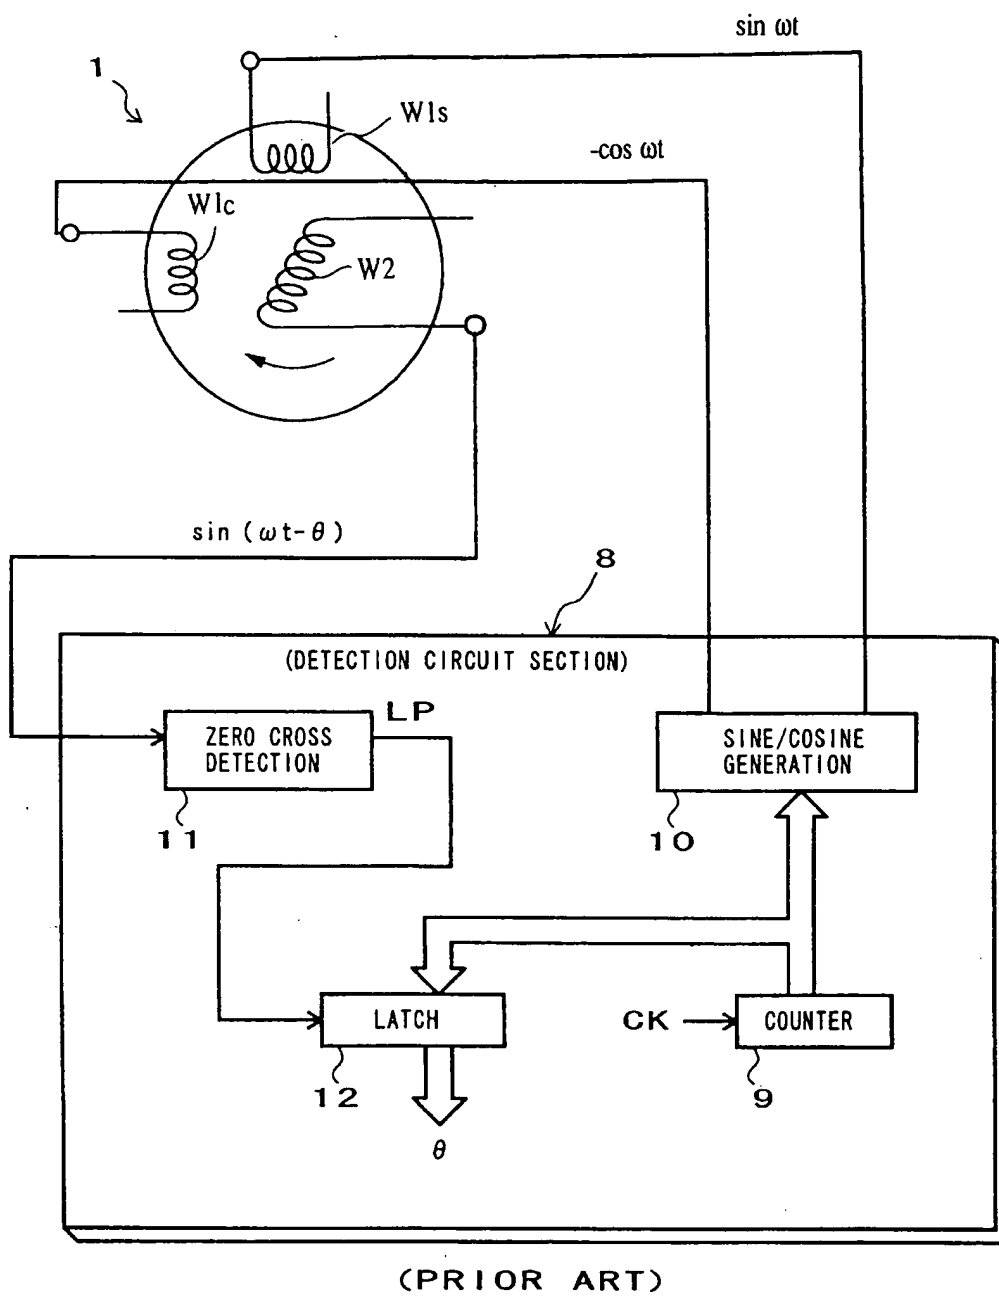 sin ωt
1
W1s
-cos ωt
W1c
W2
sin (ωt-θ)
8
(DETECTION CIRCUIT SECTION)
LP
ZERO CROSS
DETECTION
SINE/COSINE
GENERATION
11
10
LATCH
CK
COUNTER
12
9
θ
(PRIOR ART)